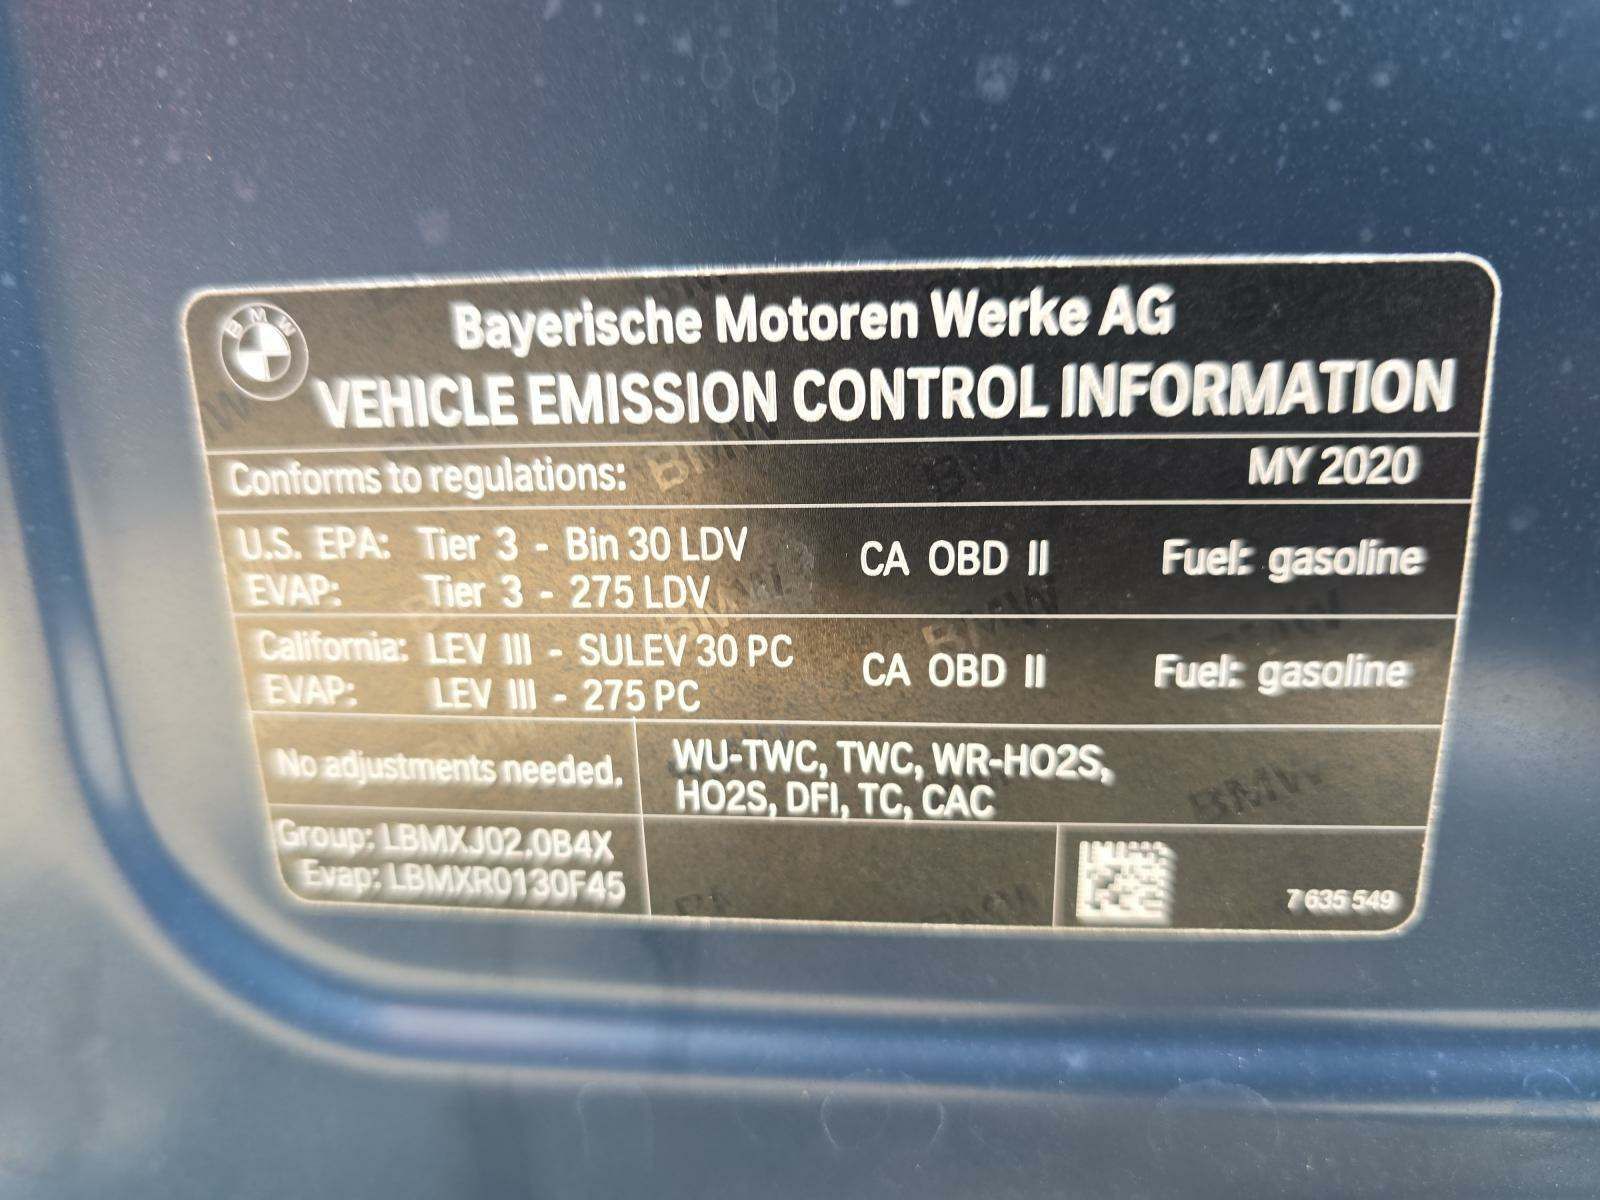 BMW
Bayerische Motoren Werke AG
VEHICLE EMISSION CONTROL INFORMATION
Conforms to regulations: MY 2020
U.S. EPA: Tier 3 - Bin 30 LDV CA OBD II Fuel: gasoline
EVAP: Tier 3 - 275 LDV
California: LEV III - SULEV 30 PC CA OBD II Fuel: gasoline
EVAP: LEV III - 275 PC
No adjustments needed.
WU-TWC, TWC, WR-HO2S,
HO2S, DFI, TC, CAC
Group: LBMXJ02.0B4X
Evap: LBMXR0130F45
7 635 549